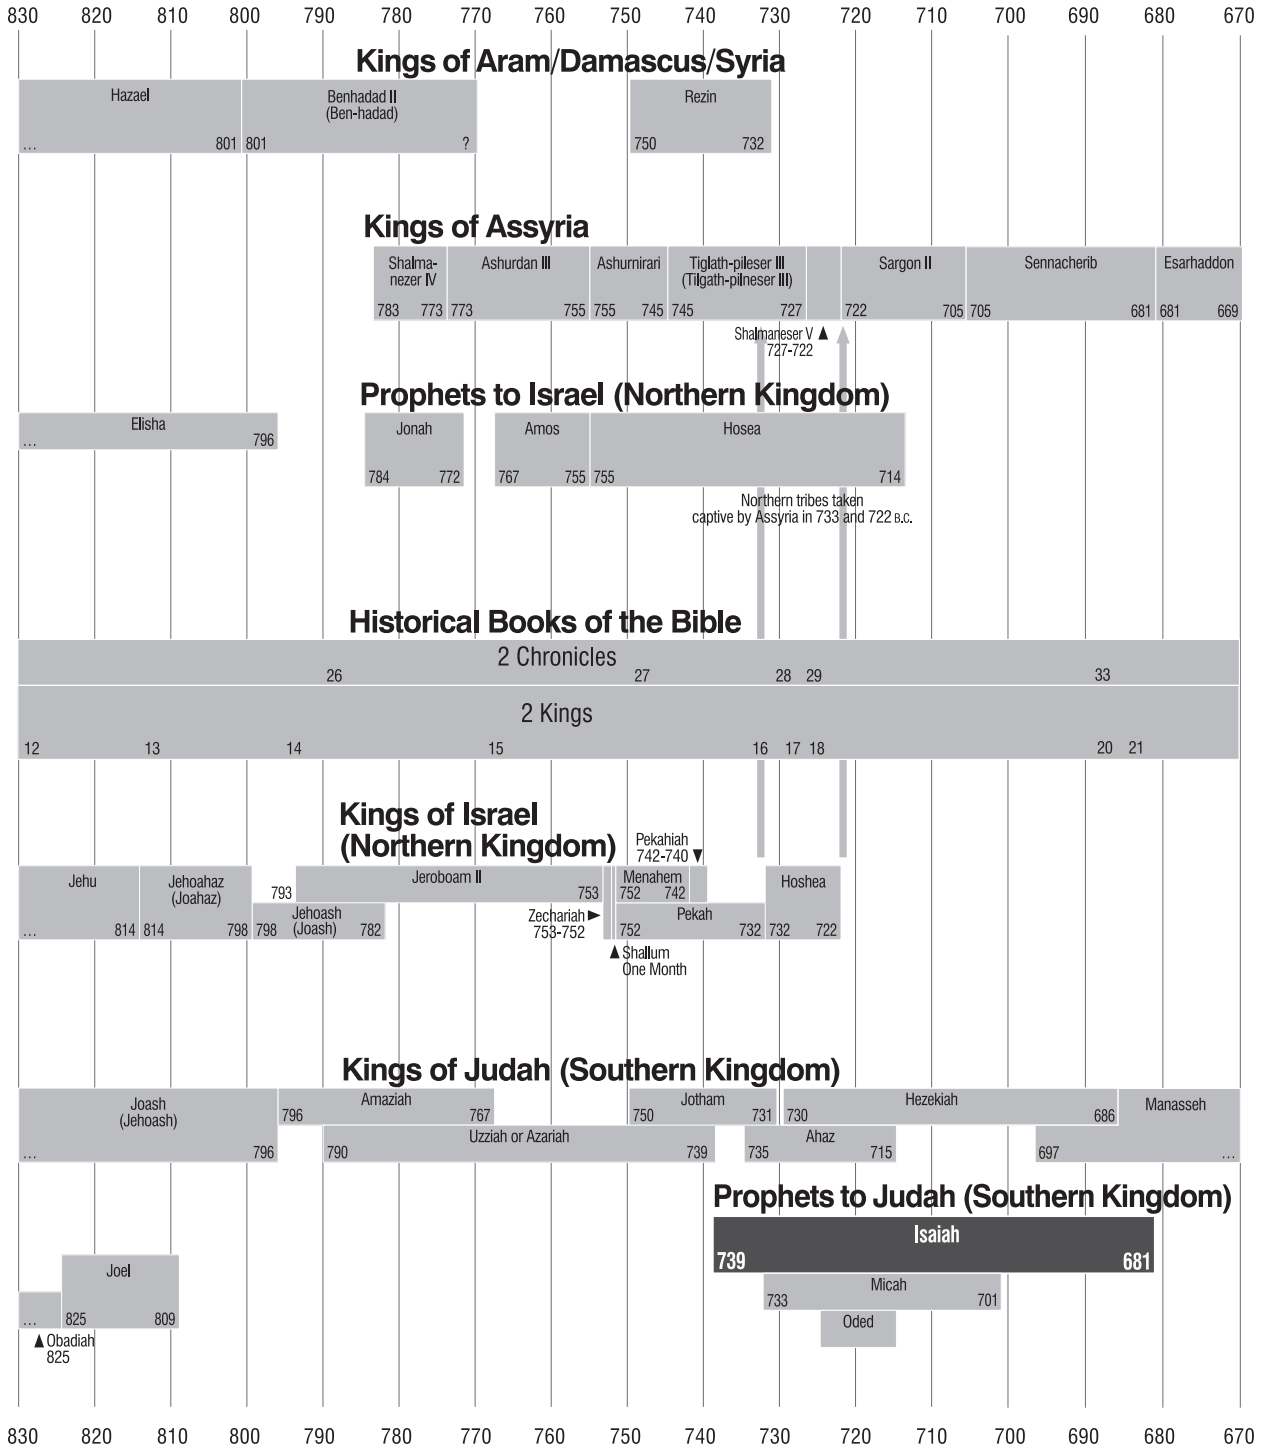 830 820 810 800 790 780 770 760 750 740 730 720 710 700 690 680 670
Kings of Aram/Damascus/Syria
Hazael
... 801
Benhadad II
(Ben-hadad)
801 ?
Rezin
750 732
Kings of Assyria
Shalma-
nezer IV
783 773
Ashurdan III
773 755
Ashurnirari
755 745
Tiglath-pileser III
(Tilgath-pilneser III)
745 727
Sargon II
722 705
Sennacherib
705 681
Esarhaddon
681 669
Shalmaneser V ▲
727-722
Prophets to Israel (Northern Kingdom)
Elisha
... 796
Jonah
784 772
Amos
767 755
Hosea
755 714
Northern tribes taken
captive by Assyria in 733 and 722 B.C.
Historical Books of the Bible
2 Chronicles
26 27 28 29 33
2 Kings
12 13 14 15 16 17 18 20 21
Kings of Israel
(Northern Kingdom)
Pekahiah
742-740 ▼
Jehu
... 814
Jehoahaz
(Joahaz)
814 798
Jeroboam II
793 753
Jehoash
(Joash)
798 782
Zechariah ►
753-752
▲ Shallum
One Month
Menahem
752 742
Pekah
752 732
Hoshea
732 722
Kings of Judah (Southern Kingdom)
Joash
(Jehoash)
... 796
Amaziah
796 767
Uzziah or Azariah
790 739
Jotham
750 731
Ahaz
735 715
Hezekiah
730 686
Manasseh
697 ...
Prophets to Judah (Southern Kingdom)
Isaiah
739 681
Micah
733 701
Oded
Joel
825 809
...
▲ Obadiah
825
830 820 810 800 790 780 770 760 750 740 730 720 710 700 690 680 670